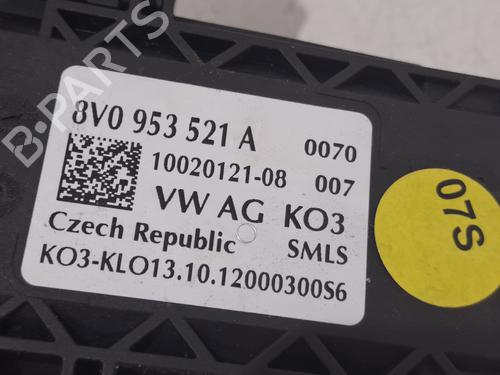 8V0 953 521 A 0070
10020121-08 007
VW AG KO3
Czech Republic SMLS
KO3-KLO13.10.12000300S6
07S
B-PARTS